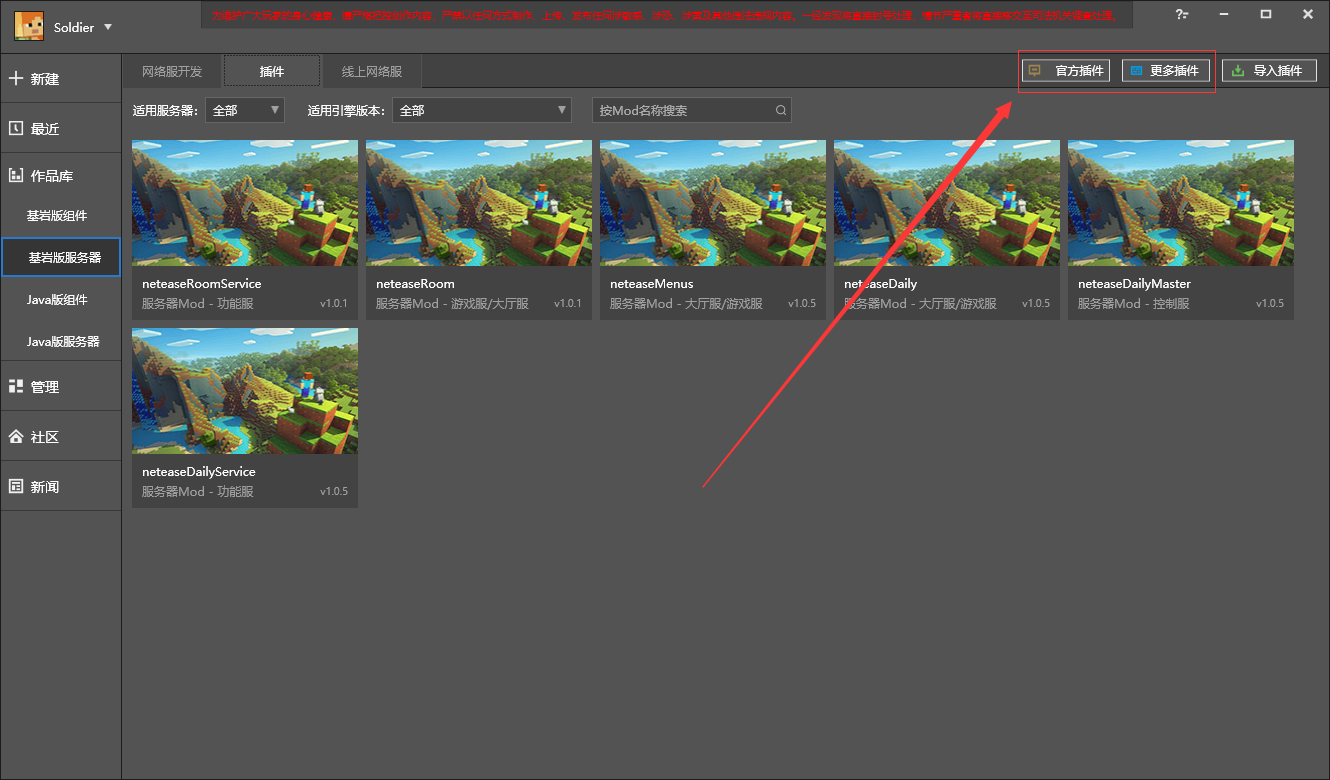 Soldier
新建
最近
作品库
基岩版组件
基岩版服务器
Java版组件
Java版服务器
管理
社区
新闻
网络服开发 插件 线上网络服 官方插件 更多插件 导入插件
适用服务器: 全部 适用引擎版本: 全部 按Mod名称搜索
neteaseRoomService
服务器Mod - 功能服 v1.0.1
neteaseRoom
服务器Mod - 游戏服/大厅服 v1.0.1
neteaseMenus
服务器Mod - 大厅服/游戏服 v1.0.5
neteaseDaily
服务器Mod - 大厅服/游戏服 v1.0.5
neteaseDailyMaster
服务器Mod - 控制服 v1.0.5
neteaseDailyService
服务器Mod - 功能服 v1.0.5